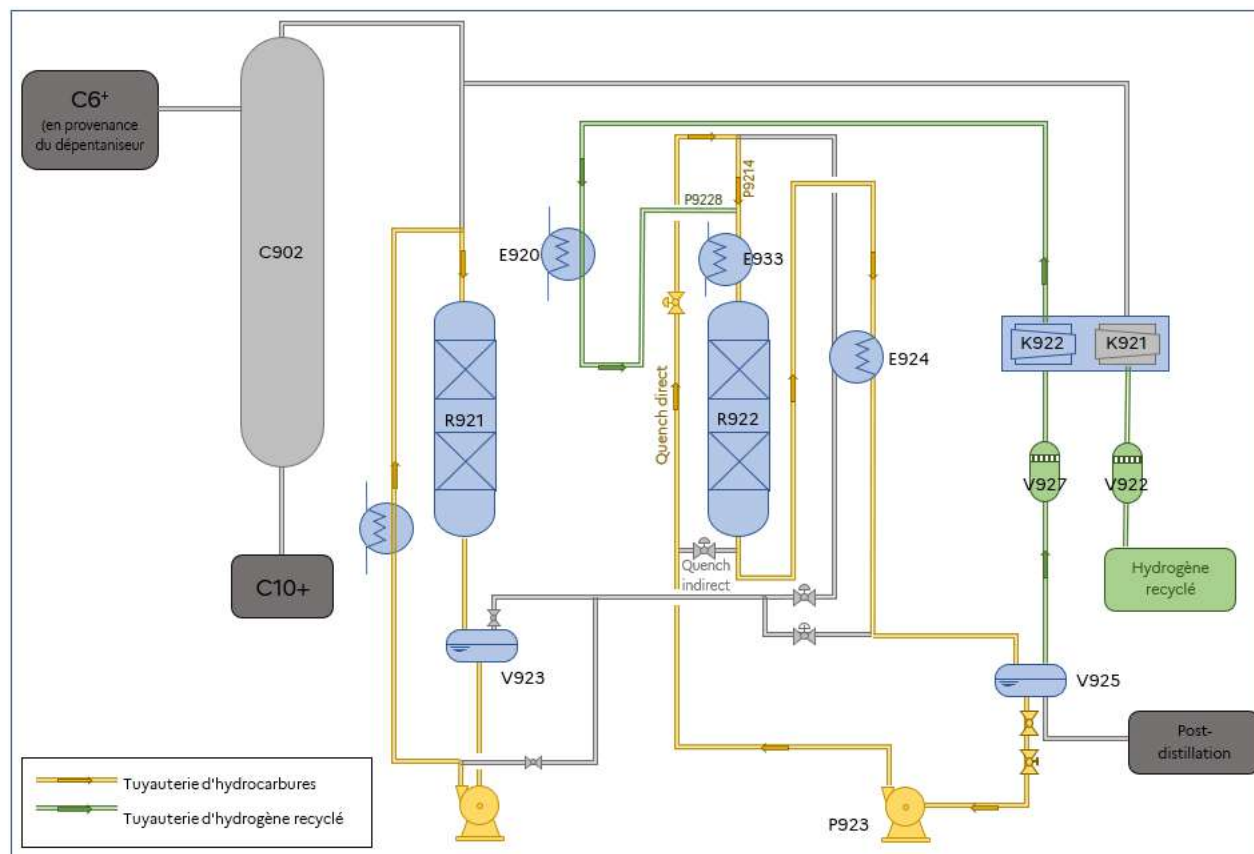 C6⁺
(en provenance
du dépentaniseur
C902
C10+
R921
V923
E920
P9228
P9214
E933
Quench direct
R922
Quench
indirect
E924
K922
K921
V927
V922
Hydrogène
recyclé
V925
Post-
distillation
P923
Tuyauterie d'hydrocarbures
Tuyauterie d'hydrogène recyclé